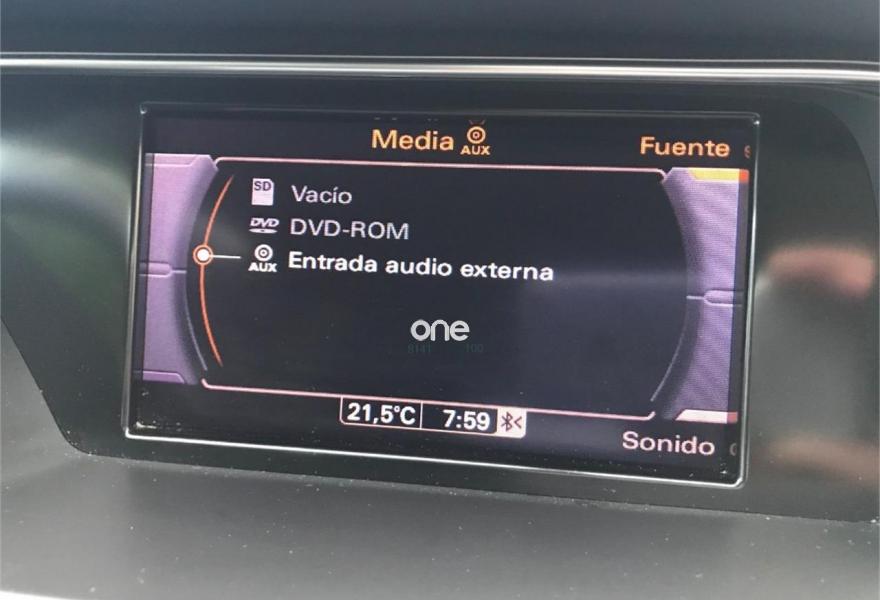 Media AUX
Fuente
SD Vacío
DVD DVD-ROM
AUX Entrada audio externa
one
21,5°C 7:59
Sonido